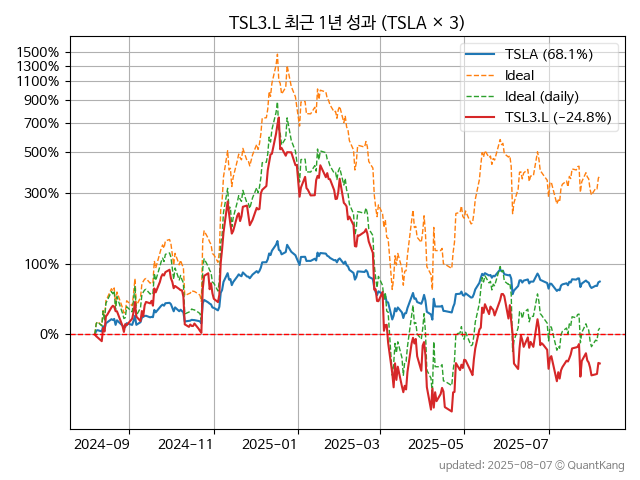 TSL3.L 최근 1년 성과 (TSLA × 3)
1500%
1300%
1100%
900%
700%
500%
300%
100%
0%
TSLA (68.1%)
Ideal
Ideal (daily)
TSL3.L (−24.8%)
2024-09
2024-11
2025-01
2025-03
2025-05
2025-07
updated: 2025-08-07 © QuantKang